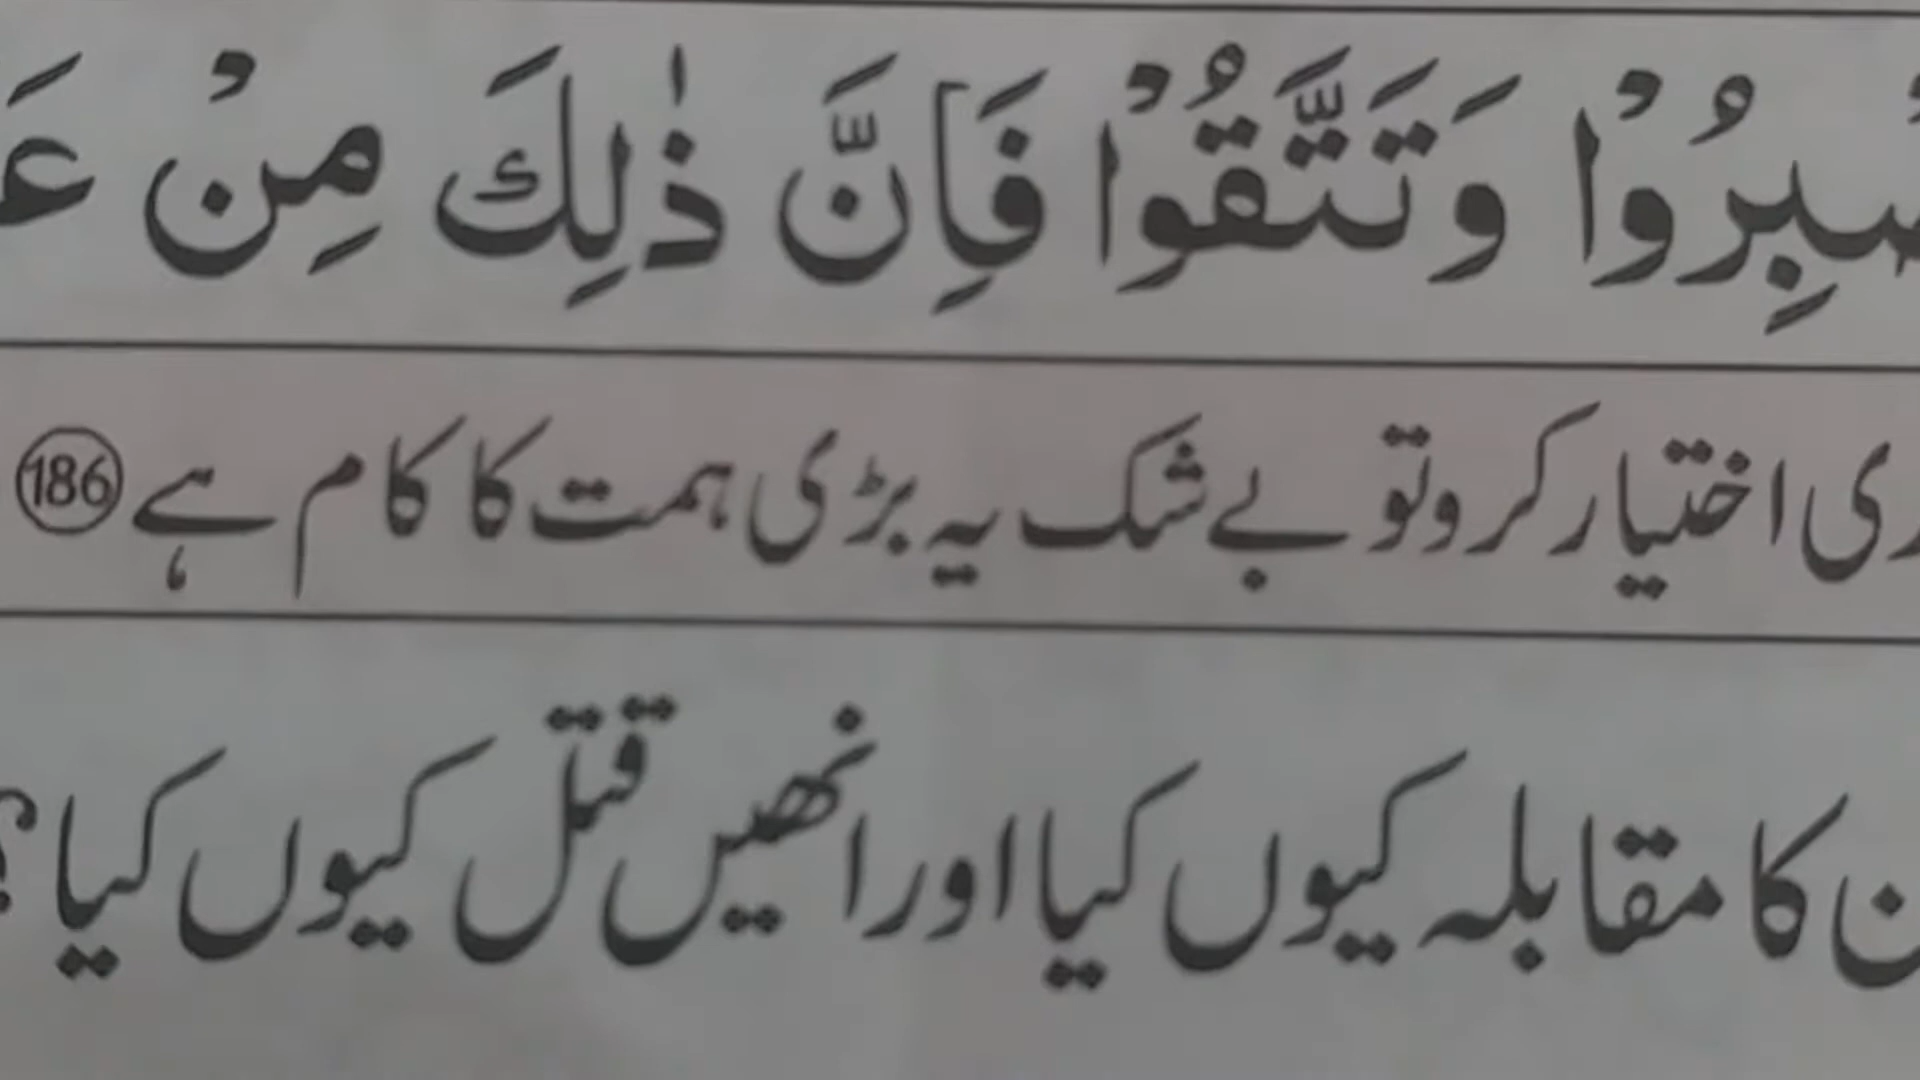 صْبِرُوْا وَتَتَّقُوْا فَاِنَّ ذٰلِكَ مِنْ عَ
ری اختیار کرو تو بے شک یہ بڑی ہمت کا کام ہے 186
ن کا مقابلہ کیوں کیا اور انھیں قتل کیوں کیا؟